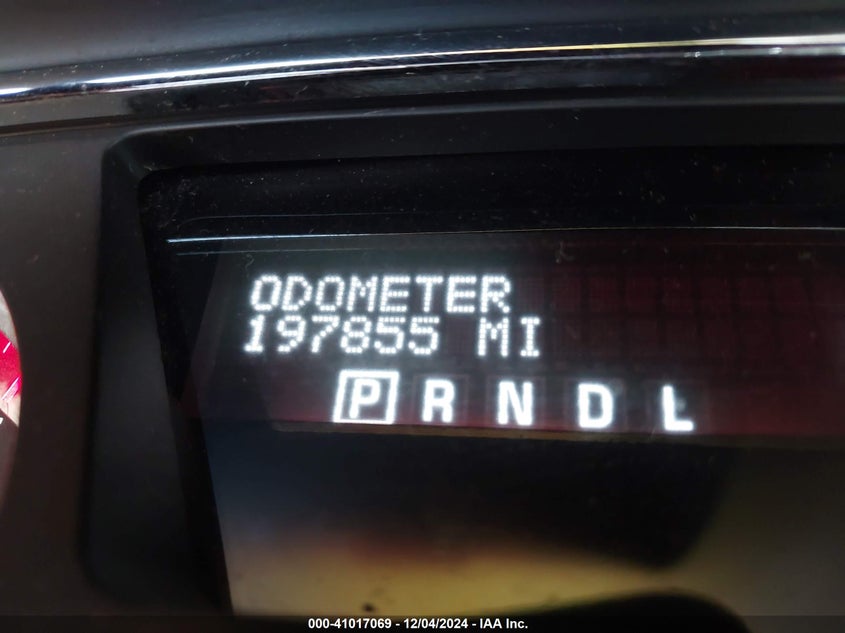 ODOMETER
197855 MI
P R N D L
000-41017069 - 12/04/2024 - IAA Inc.